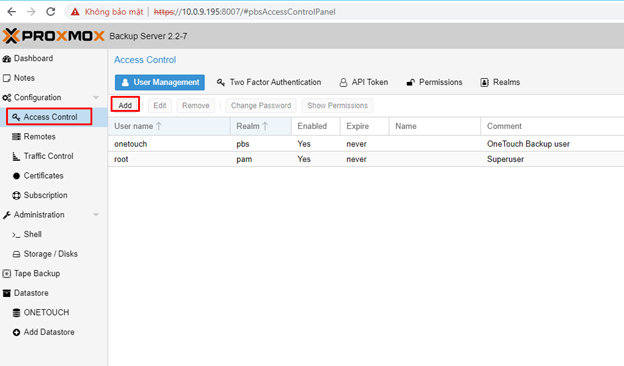 Không bảo mật | https://10.0.9.195:8007/#pbsAccessControlPanel
PROXMOX Backup Server 2.2-7
Dashboard
Notes
Configuration
Access Control
Remotes
Traffic Control
Certificates
Subscription
Administration
Shell
Storage / Disks
Tape Backup
Datastore
ONETOUCH
Add Datastore
Access Control
User Management Two Factor Authentication API Token Permissions Realms
Add Edit Remove Change Password Show Permissions
User name Realm Enabled Expire Name Comment
onetouch pbs Yes never OneTouch Backup user
root pam Yes never Superuser